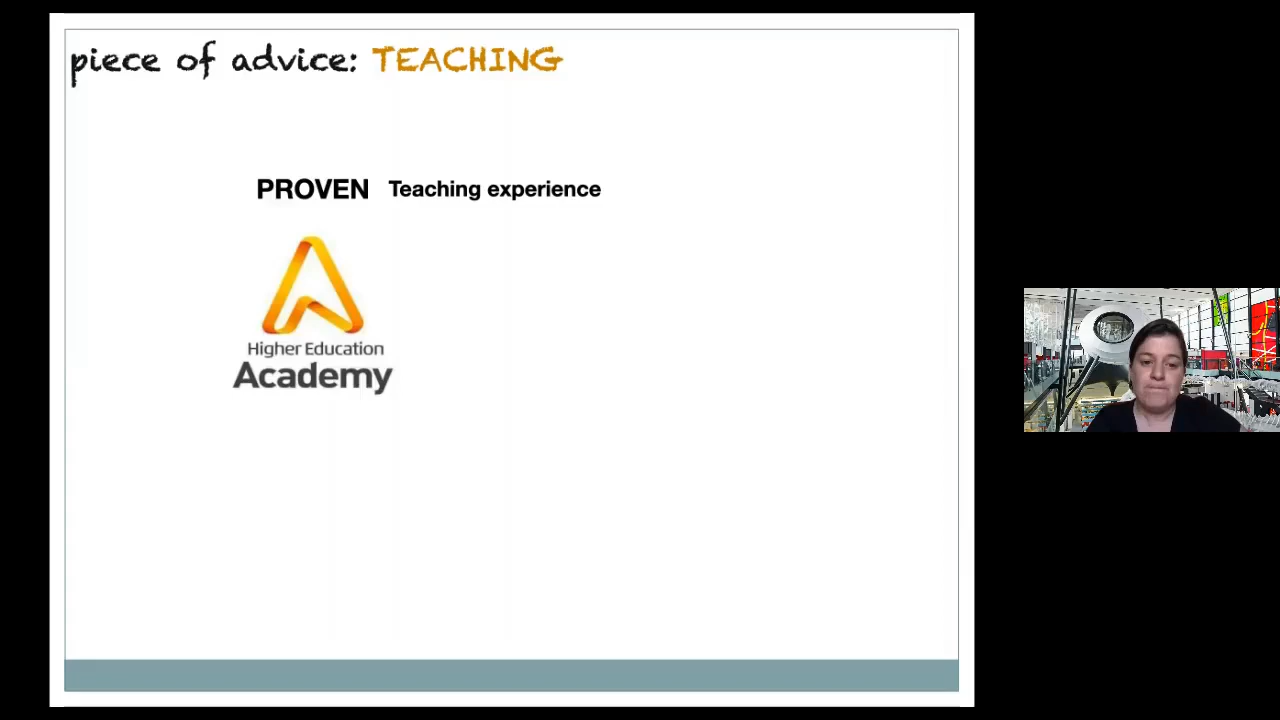 piece of advice: TEACHING
PROVEN Teaching experience
Higher Education
Academy